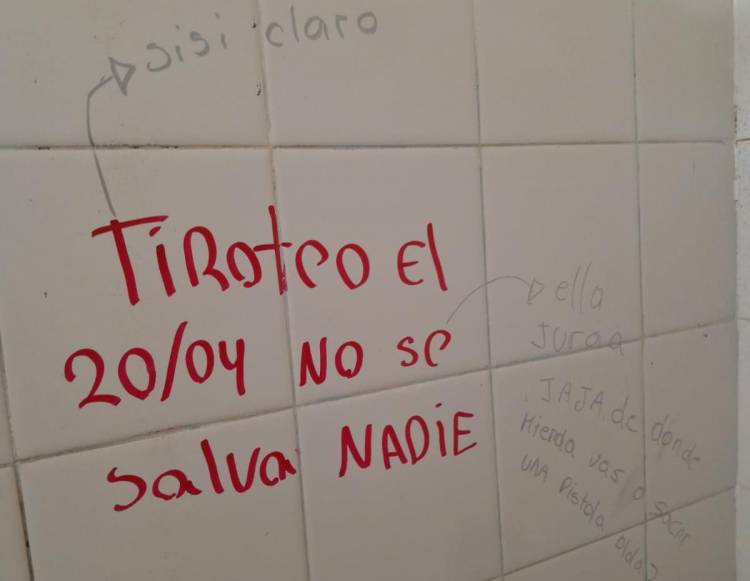 sisi claro
TiRoteo El
20/04 NO se
salva NADiE
ella
Juraa
JAJA de donde
Mierda vas a sacar
UNA Pistola